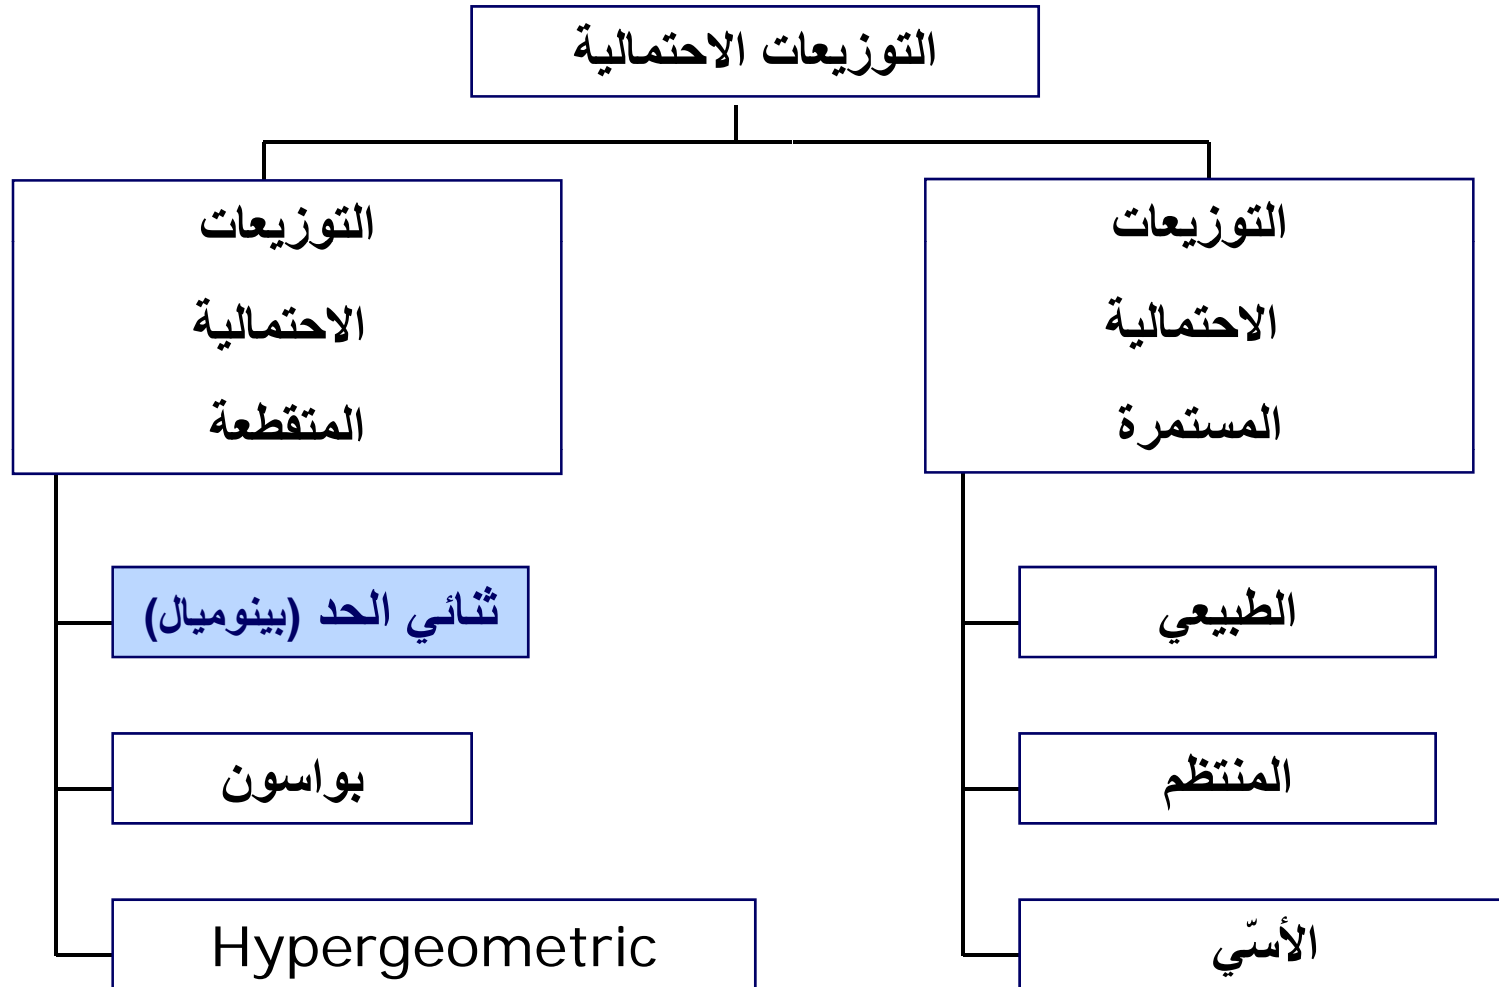 التوزيعات الاحتمالية
التوزيعات
الاحتمالية
المستمرة
الطبيعي
المنتظم
الأسّي
التوزيعات
الاحتمالية
المتقطعة
ثنائي الحد (بينوميال)
بواسون
Hypergeometric